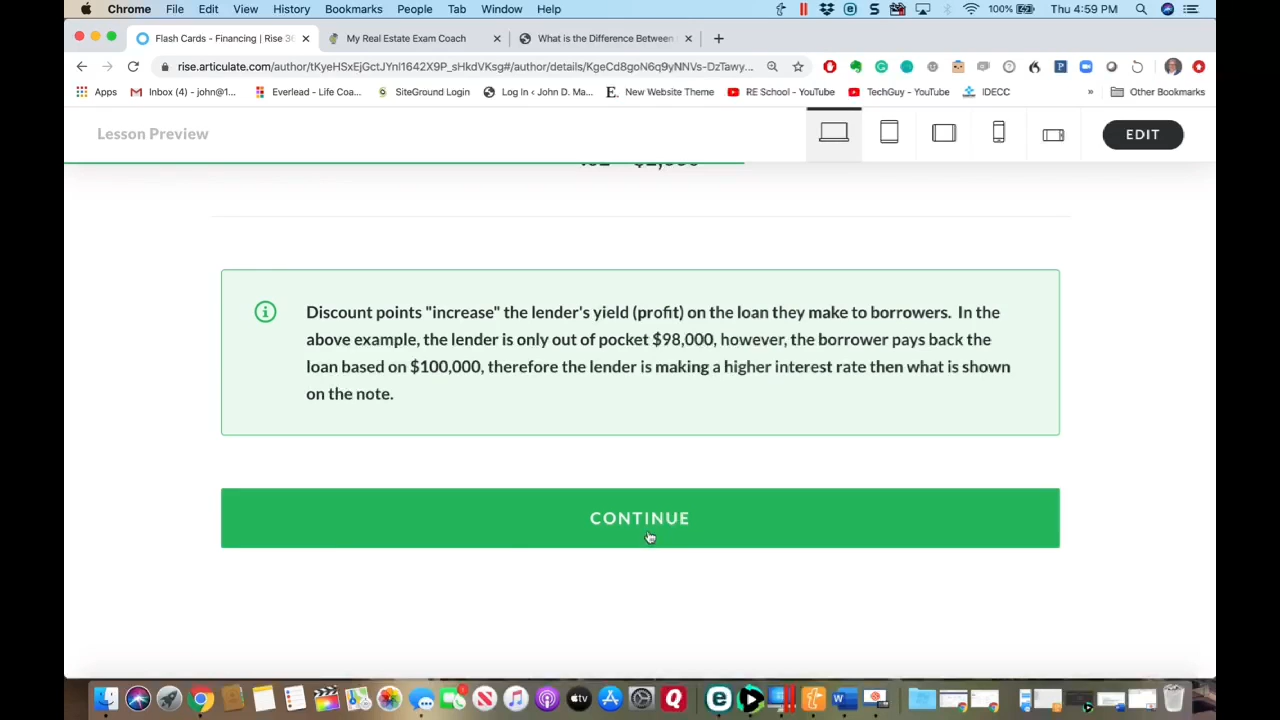 Chrome File Edit View History Bookmarks People Tab Window Help 100% Thu 4:59 PM
Flash Cards - Financing | Rise 36 My Real Estate Exam Coach What is the Difference Between
rise.articulate.com/author/tKyeHSxEjGctJYnl1642X9P_sHkdVKsg#/author/details/KgeCd8goN6q9yNNVs-DzTawy...
Apps Inbox (4) - john@1... Everlead - Life Coa... SiteGround Login Log In ‹ John D. Ma... New Website Theme RE School - YouTube TechGuy - YouTube IDECC » Other Bookmarks
Lesson Preview EDIT
Discount points "increase" the lender's yield (profit) on the loan they make to borrowers. In the
above example, the lender is only out of pocket $98,000, however, the borrower pays back the
loan based on $100,000, therefore the lender is making a higher interest rate then what is shown
on the note.
CONTINUE
tv